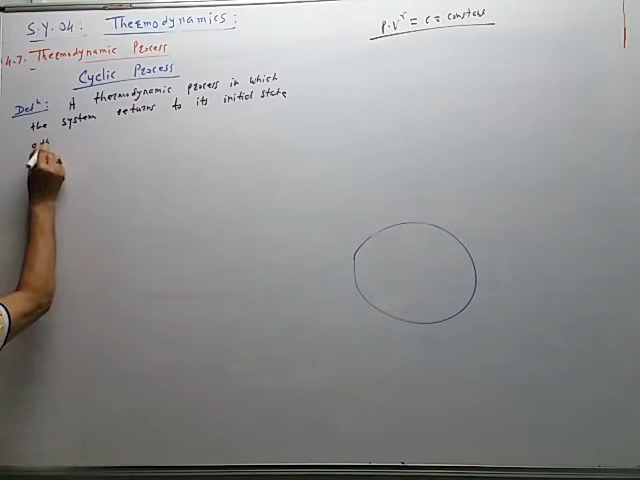 S.Y. 04: Thermodynamics:
P.V^γ = C = constant
4.7. Thermodynamic Process
Cyclic Process
Defⁿ: A thermodynamic process in which
the system returns to its initial state